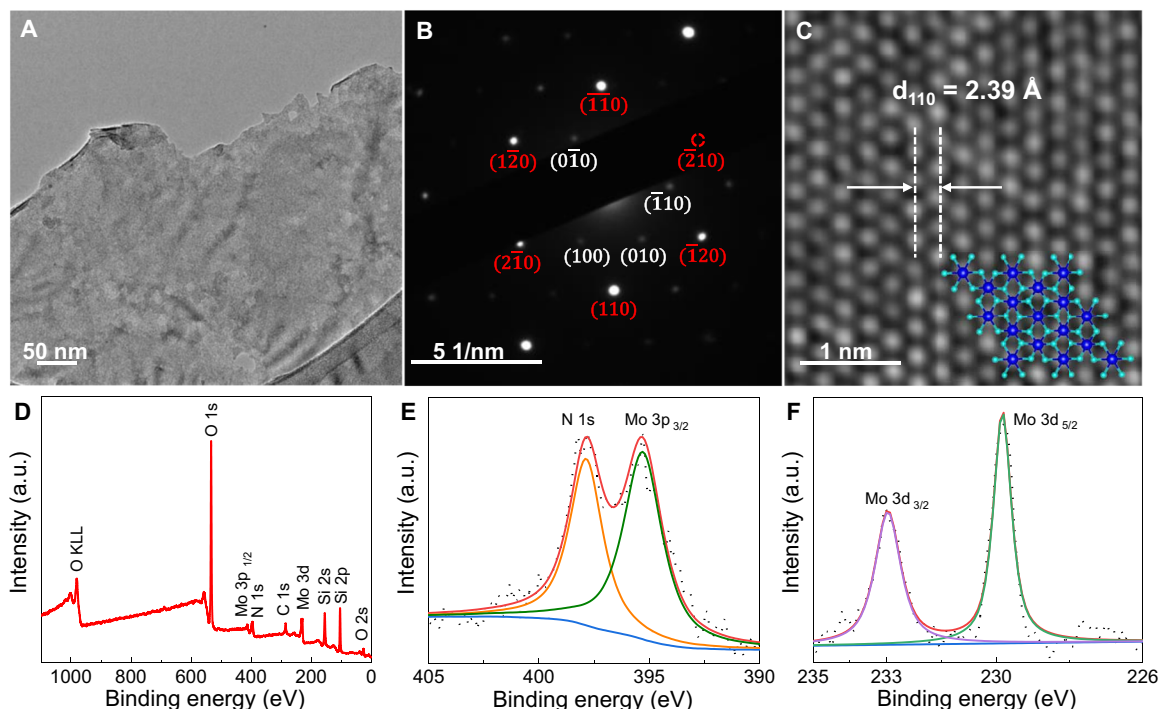 A
50 nm
B
(1̅1̅0)
(12̅0)
(01̅0)
(2̅10)
(1̅10)
(21̅0)
(100)
(010)
(1̅20)
(110)
5 1/nm
C
d₁₁₀ = 2.39 Å
1 nm
D
Intensity (a.u.)
O KLL
O 1s
Mo 3p 1/2
N 1s
C 1s
Mo 3d
Si 2s
Si 2p
O 2s
1000 800 600 400 200 0
Binding energy (eV)
E
Intensity (a.u.)
N 1s
Mo 3p 3/2
405 400 395 390
Binding energy (eV)
F
Intensity (a.u.)
Mo 3d 3/2
Mo 3d 5/2
235 233 230 226
Binding energy (eV)